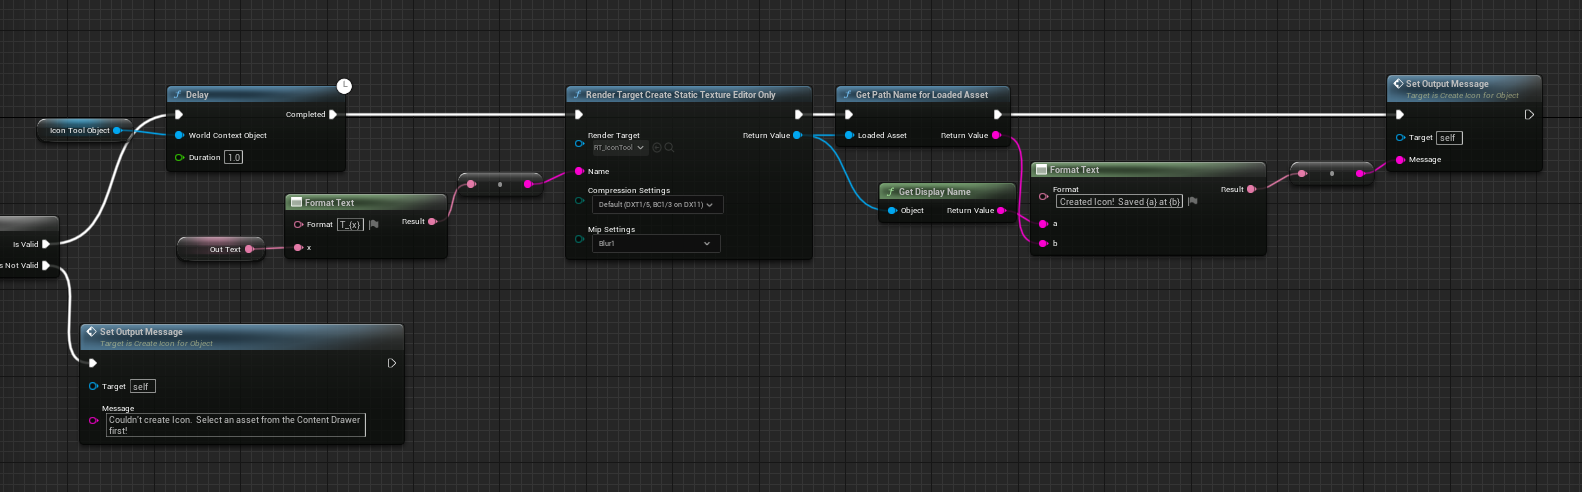 Delay
Completed
Icon Tool Object
World Context Object
Duration 1.0
Render Target Create Static Texture Editor Only
Render Target
RT_IconTool
Return Value
Name
Compression Settings
Default (DXT1/5, BC1/3 on DX11)
Mip Settings
Blur1
Get Path Name for Loaded Asset
Loaded Asset
Return Value
Set Output Message
Target is Create Icon for Object
Target self
Message
Format Text
Format T_{x}
Result
x
Out Text
Get Display Name
Object
Return Value
Format Text
Format
Created Icon! Saved {a} at {b}
Result
a
b
Is Valid
s Not Valid
Set Output Message
Target is Create Icon for Object
Target self
Message
Couldn't create Icon. Select an asset from the Content Drawer
first!